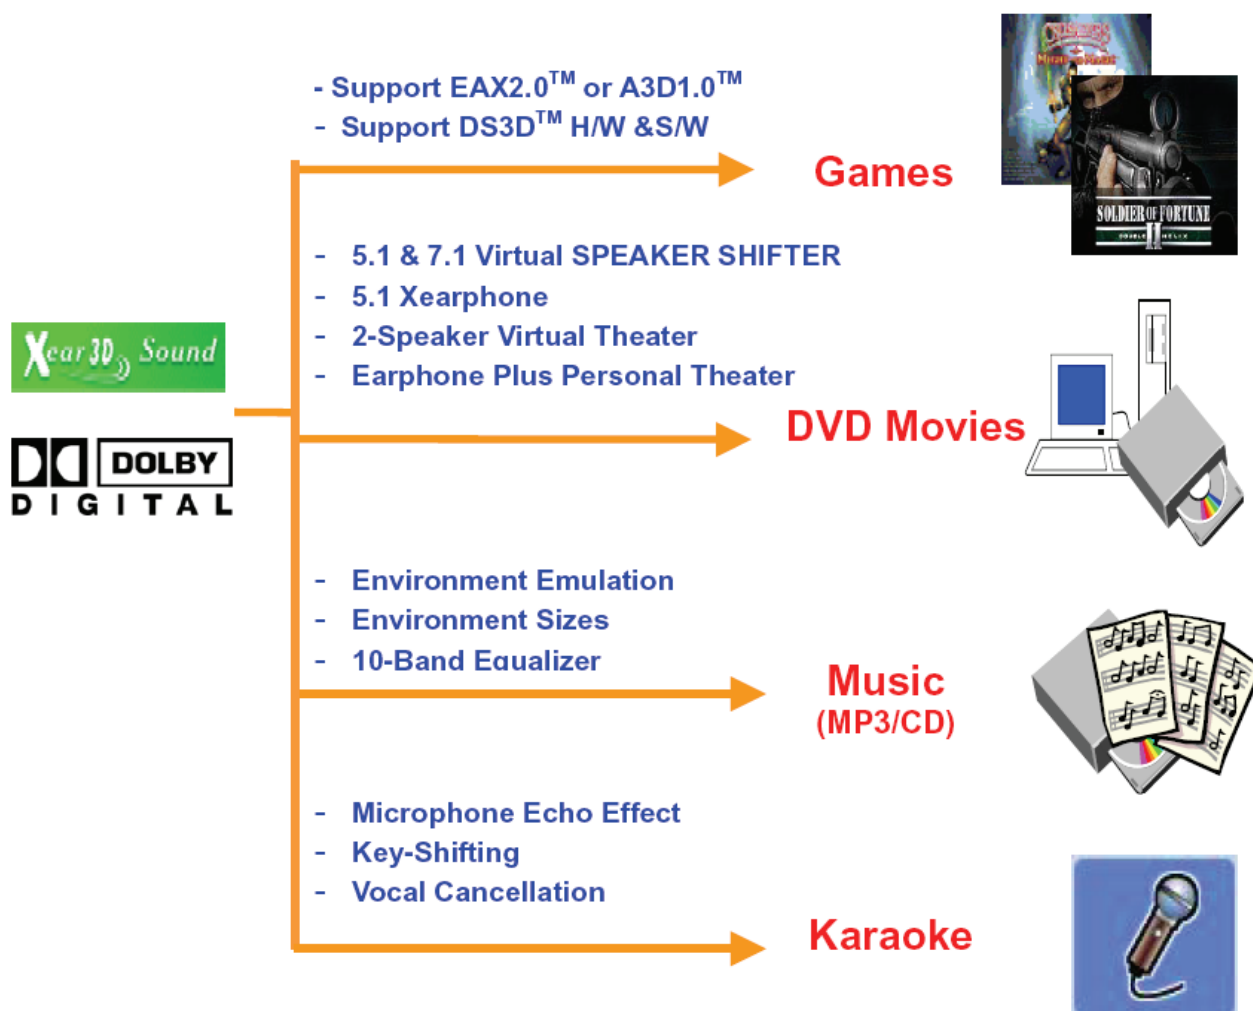 - Support EAX2.0™ or A3D1.0™
- Support DS3D™ H/W &S/W
Games
SOLDIER OF FORTUNE
II
DOUBLE HELIX
- 5.1 & 7.1 Virtual SPEAKER SHIFTER
- 5.1 Xearphone
- 2-Speaker Virtual Theater
- Earphone Plus Personal Theater
Xear 3D Sound
DVD Movies
DOLBY
DIGITAL
- Environment Emulation
- Environment Sizes
- 10-Band Equalizer
Music
(MP3/CD)
- Microphone Echo Effect
- Key-Shifting
- Vocal Cancellation
Karaoke